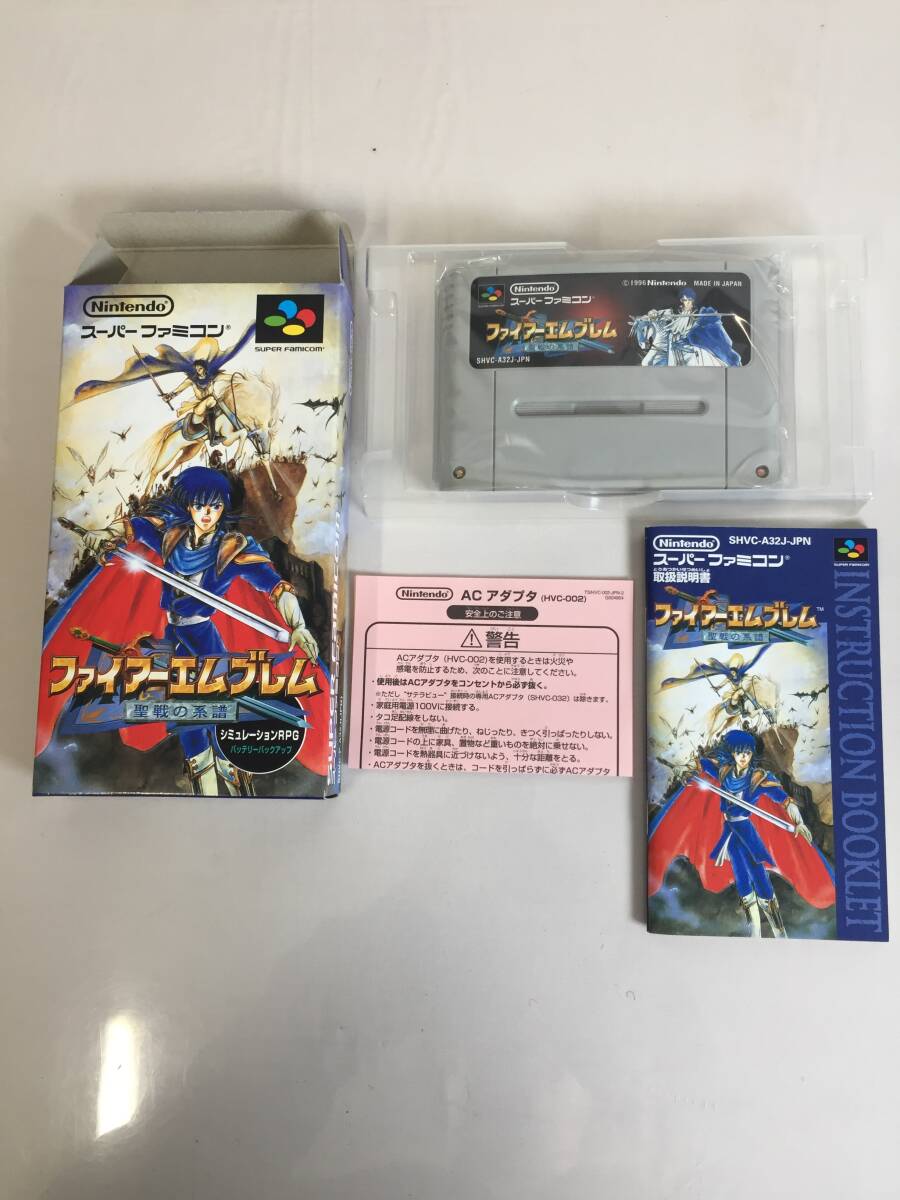 Nintendo
スーパーファミコン®
SUPER FAMICOM™
ファイアーエムブレム
聖戦の系譜
シミュレーションRPG
バッテリーバックアップ
Nintendo
スーパーファミコン®
©1996 Nintendo MADE IN JAPAN
ファイアーエムブレム
聖戦の系譜
SHVC-A32J-JPN
Nintendo ACアダプタ(HVC-002)
安全上のご注意
警告
ACアダプタ(HVC-002)を使用するときは火災や
感電を防止するため、次のことに注意してください。
・使用後はACアダプタをコンセントから必ず抜く。
※ただし "サテラビュー" 接続時の専用ACアダプタ(SHVC-032)は除きます。
・家庭用電源100Vに接続する。
・タコ足配線をしない。
・電源コードを無理に曲げたり、ねじったり、きつく引っぱったりしない。
・電源コードの上に家具、置物など重いものを絶対に乗せない。
・電源コードを熱器具に近づけないよう、十分な距離をとる。
・ACアダプタを抜くときは、コードを引っぱらずに必ずACアダプタ
Nintendo SHVC-A32J-JPN
スーパーファミコン®
SUPER FAMICOM
とりあつかいせつめいしょ
取扱説明書
ファイアーエムブレム™
聖戦の系譜
INSTRUCTION BOOKLET